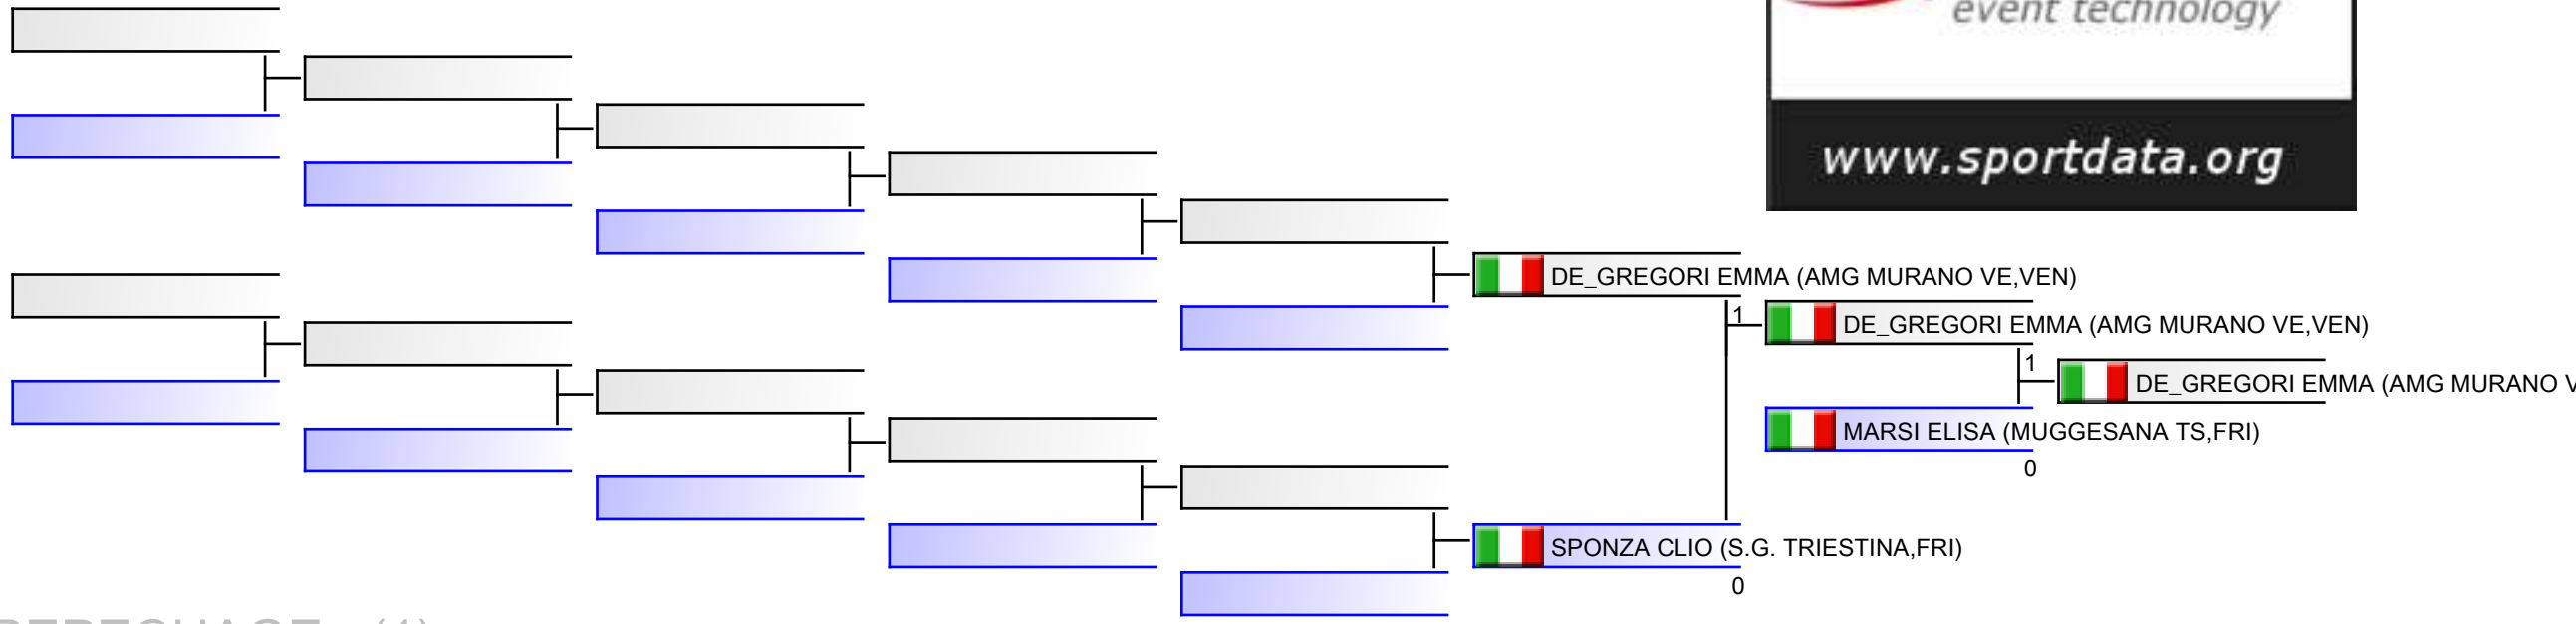 event technology
www.sportdata.org
DE_GREGORI EMMA (AMG MURANO VE,VEN)
1
DE_GREGORI EMMA (AMG MURANO VE,VEN)
1
DE_GREGORI EMMA (AMG MURANO V
MARSI ELISA (MUGGESANA TS,FRI)
0
SPONZA CLIO (S.G. TRIESTINA,FRI)
0